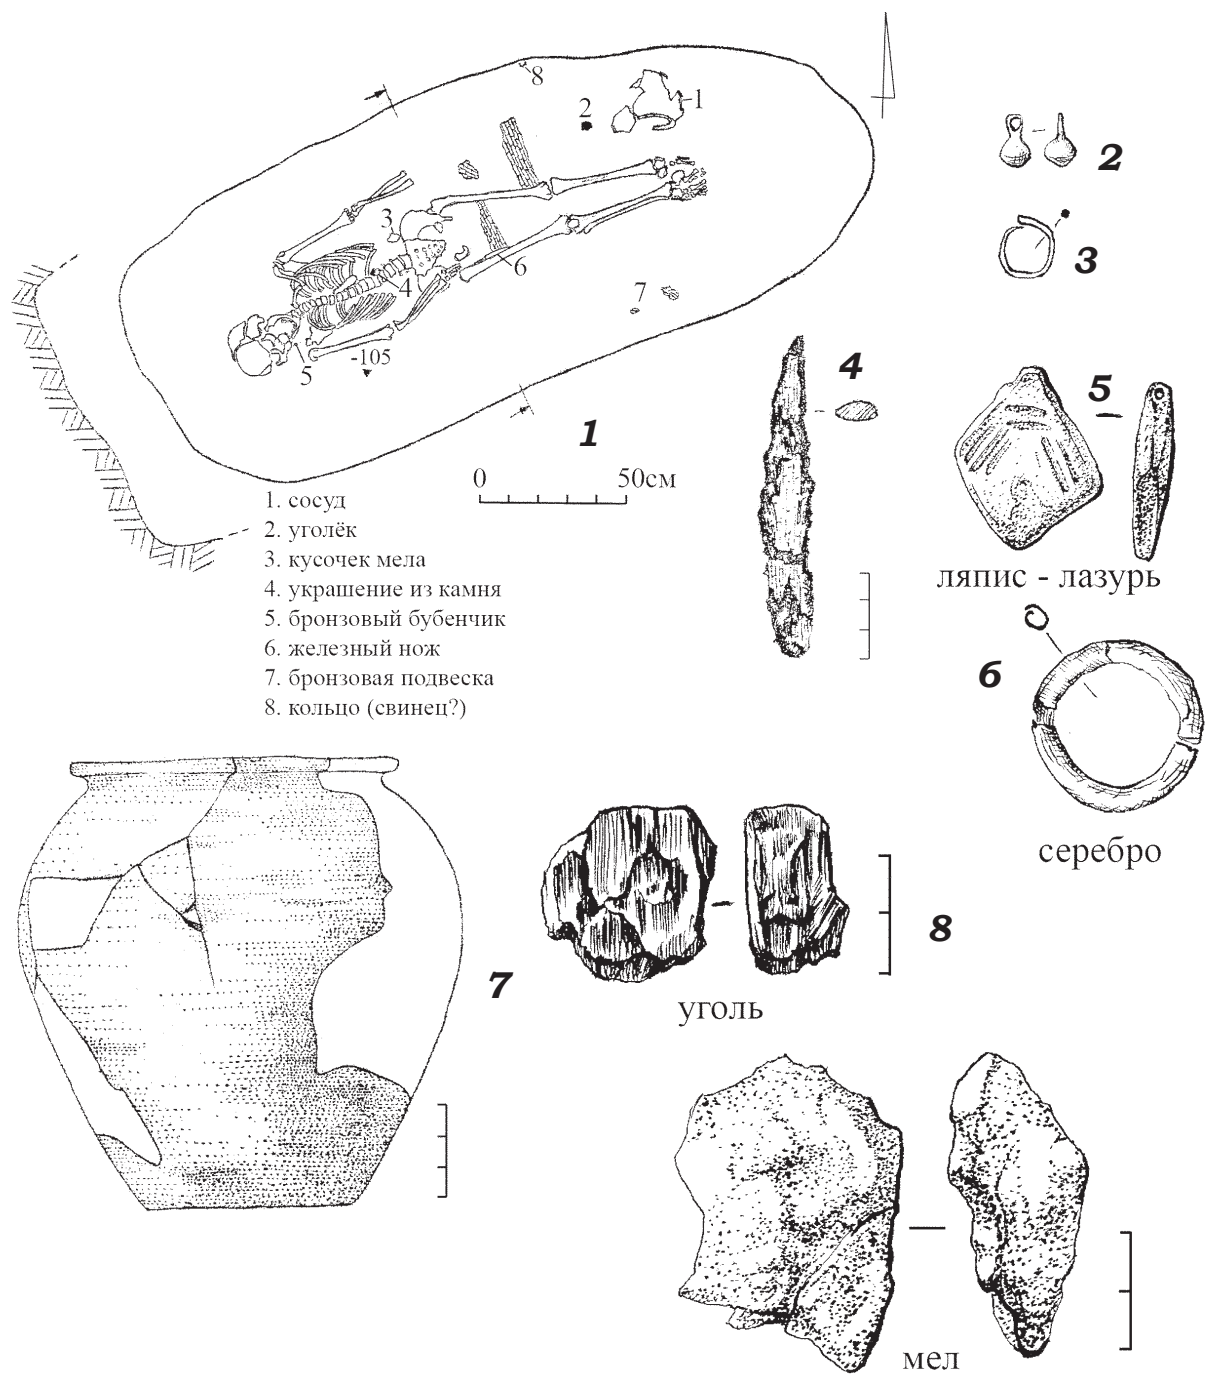 8
1
2
2
3
3
6
4
7
-105
5
4
5
1
0 50см
1. сосуд
2. уголёк
3. кусочек мела
4. украшение из камня
5. бронзовый бубенчик
6. железный нож
7. бронзовая подвеска
8. кольцо (свинец?)
ляпис - лазурь
6
серебро
7
8
уголь
мел